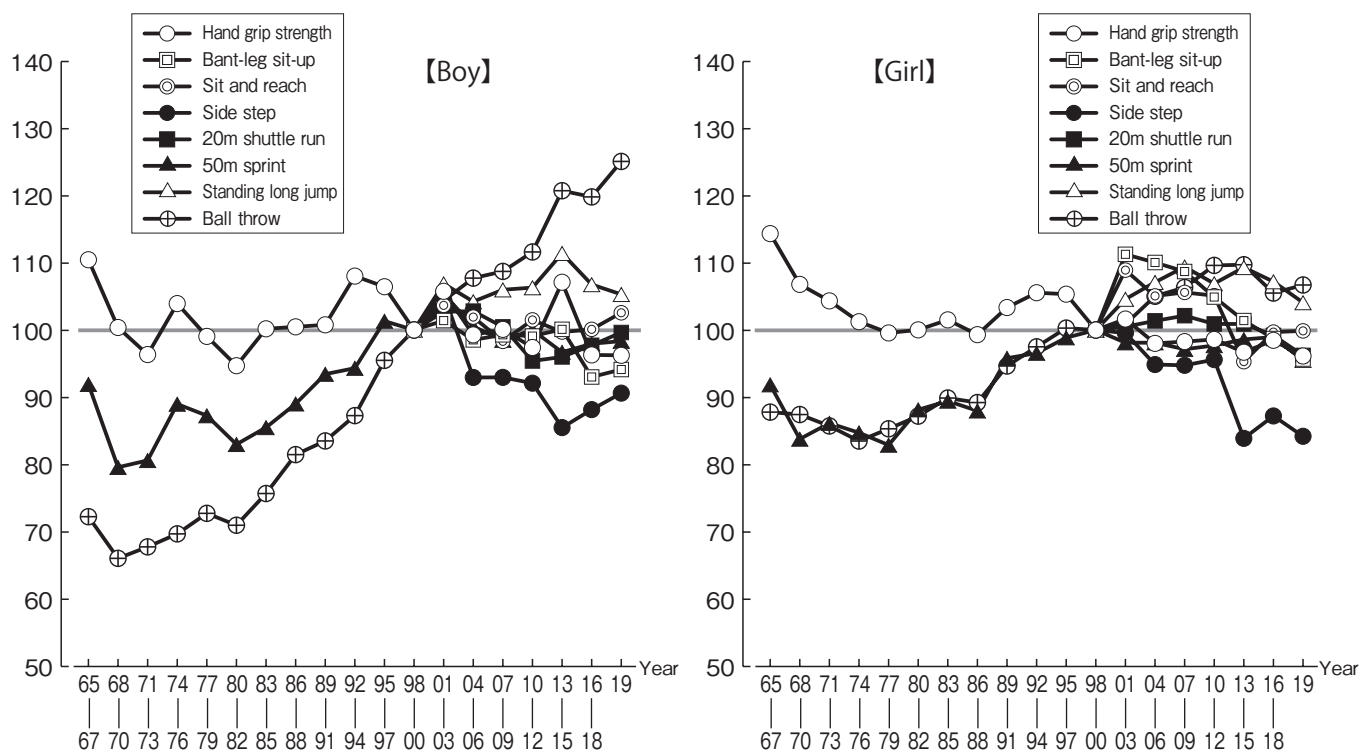 Hand grip strength
Bant-leg sit-up
Sit and reach
Side step
20m shuttle run
50m sprint
Standing long jump
Ball throw
【Boy】
140
130
120
110
100
90
80
70
60
50
65 68 71 74 77 80 83 86 89 92 95 98 01 04 07 10 13 16 19 Year
67 70 73 76 79 82 85 88 91 94 97 00 03 06 09 12 15 18
Hand grip strength
Bant-leg sit-up
Sit and reach
Side step
20m shuttle run
50m sprint
Standing long jump
Ball throw
【Girl】
140
130
120
110
100
90
80
70
60
50
65 68 71 74 77 80 83 86 89 92 95 98 01 04 07 10 13 16 19 Year
67 70 73 76 79 82 85 88 91 94 97 00 03 06 09 12 15 18